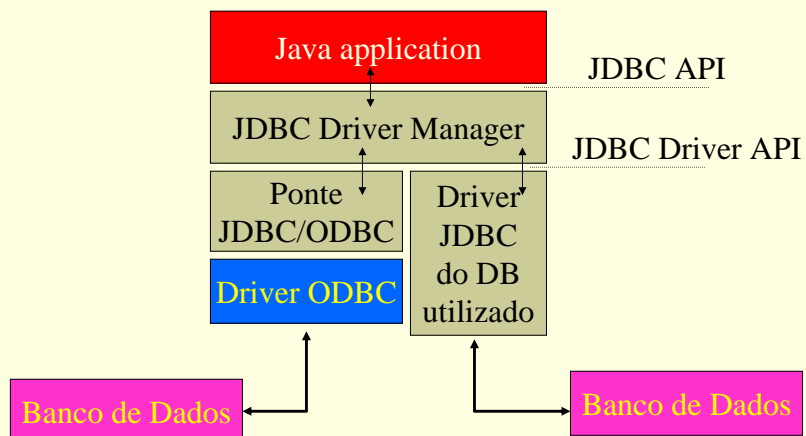 Java application
JDBC API
JDBC Driver Manager
JDBC Driver API
Ponte
JDBC/ODBC
Driver ODBC
Driver
JDBC
do DB
utilizado
Banco de Dados
Banco de Dados